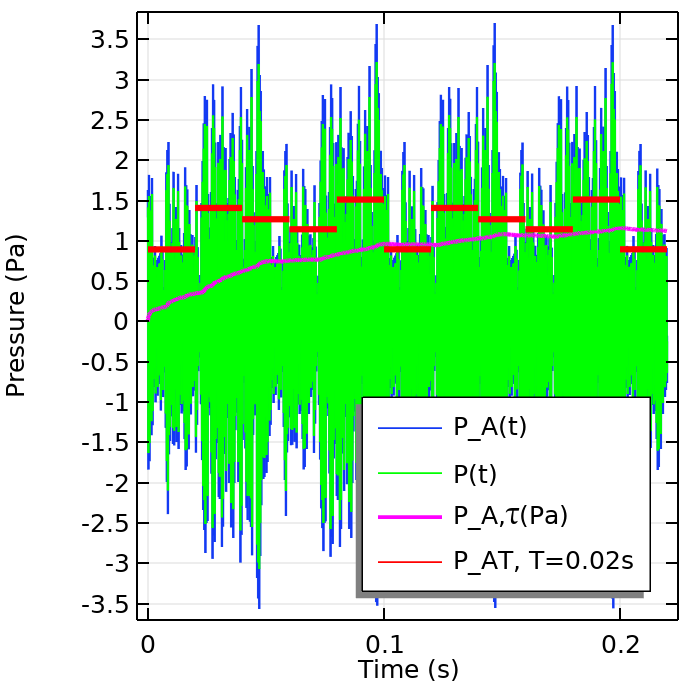 3.5
3
2.5
2
1.5
1
0.5
0
-0.5
-1
-1.5
-2
-2.5
-3
-3.5
Pressure (Pa)
P_A(t)
P(t)
P_A,τ(Pa)
P_AT, T=0.02s
0 0.1 0.2
Time (s)